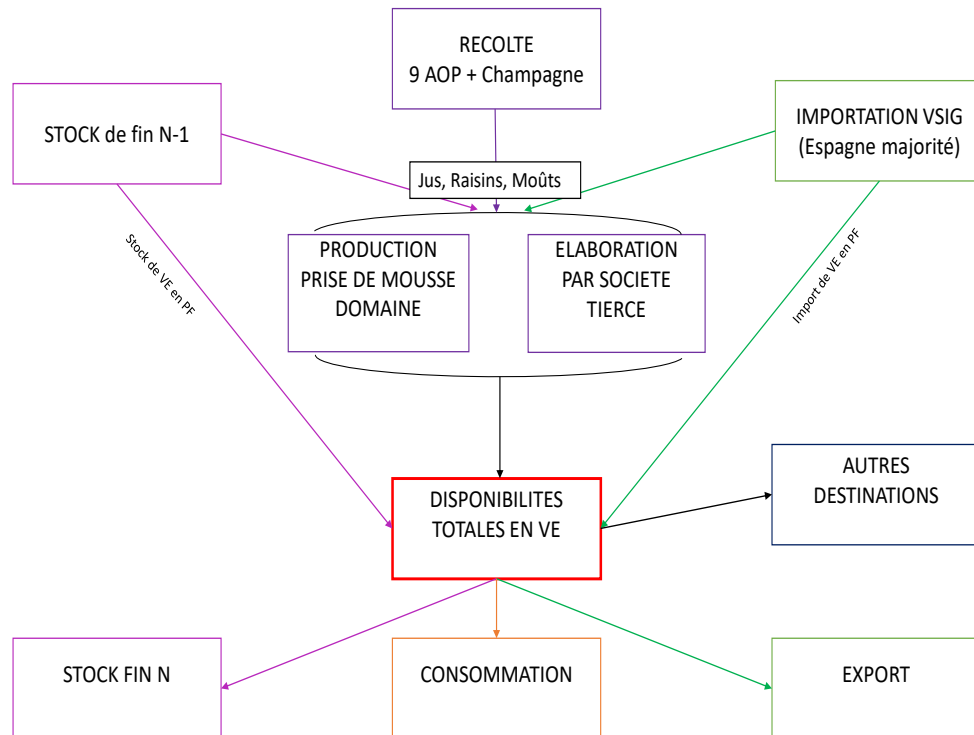 RECOLTE
9 AOP + Champagne
STOCK de fin N-1
IMPORTATION VSIG
(Espagne majorité)
Jus, Raisins, Moûts
Stock de VE en PF
PRODUCTION
PRISE DE MOUSSE
DOMAINE
ELABORATION
PAR SOCIETE
TIERCE
Import de VE en PF
DISPONIBILITES
TOTALES EN VE
AUTRES
DESTINATIONS
STOCK FIN N
CONSOMMATION
EXPORT